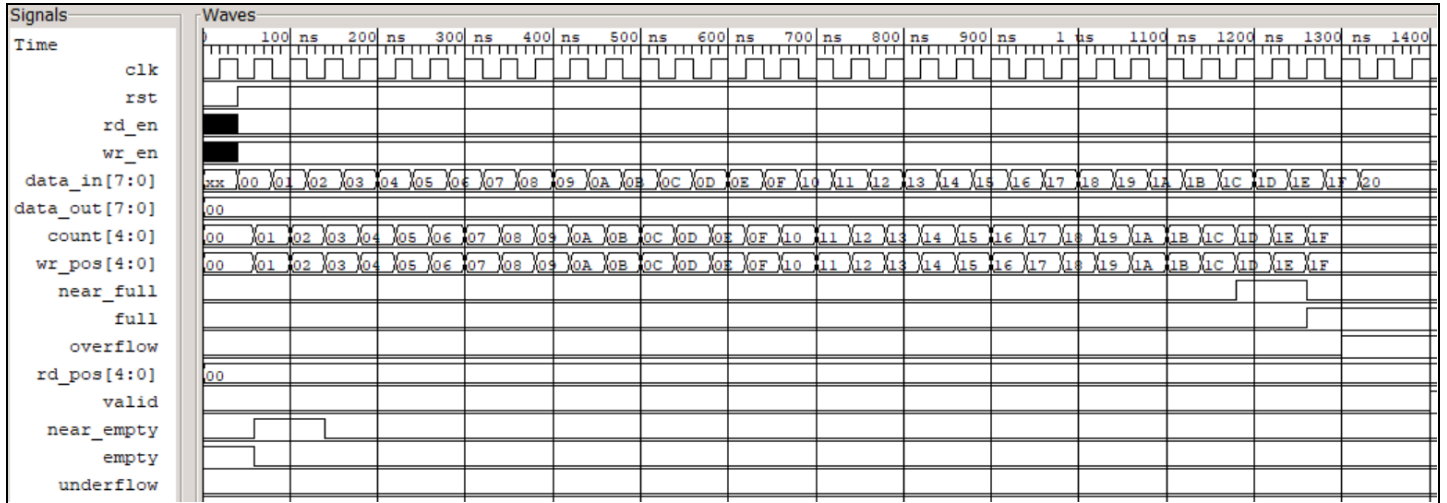 Signals Waves
Time 100 ns 200 ns 300 ns 400 ns 500 ns 600 ns 700 ns 800 ns 900 ns 1 us 1100 ns 1200 ns 1300 ns 1400
clk
rst
rd_en
wr_en
data_in[7:0] xx 00 01 02 03 04 05 06 07 08 09 0A 0B 0C 0D 0E 0F 10 11 12 13 14 15 16 17 18 19 1A 1B 1C 1D 1E 1F 20
data_out[7:0] 00
count[4:0] 00 01 02 03 04 05 06 07 08 09 0A 0B 0C 0D 0E 0F 10 11 12 13 14 15 16 17 18 19 1A 1B 1C 1D 1E 1F
wr_pos[4:0] 00 01 02 03 04 05 06 07 08 09 0A 0B 0C 0D 0E 0F 10 11 12 13 14 15 16 17 18 19 1A 1B 1C 1D 1E 1F
near_full
full
overflow
rd_pos[4:0] 00
valid
near_empty
empty
underflow